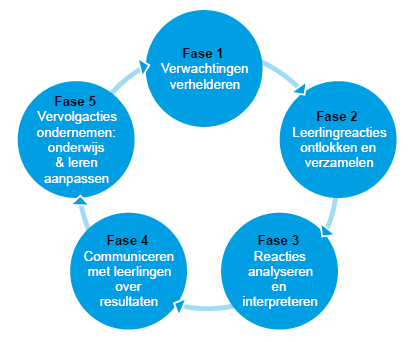 Fase 1
Verwachtingen
verhelderen
Fase 2
Leerlingreacties
ontlokken en
verzamelen
Fase 3
Reacties
analyseren
en
interpreteren
Fase 4
Communiceren
met leerlingen
over
resultaten
Fase 5
Vervolgacties
ondernemen:
onderwijs
& leren
aanpassen